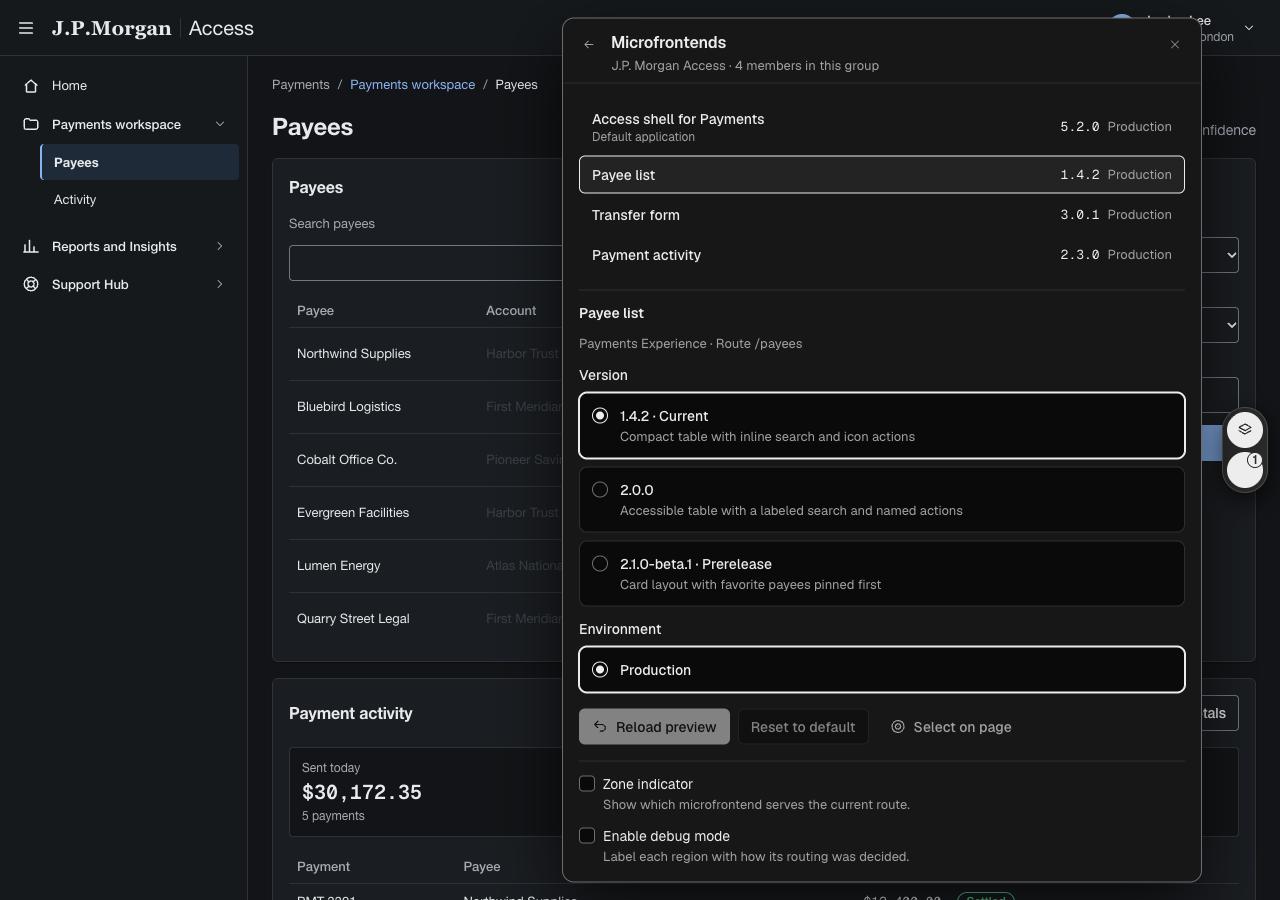 J.P.Morgan Access
London
Home
Payments workspace
Payees
Activity
Reports and Insights
Support Hub
Payments / Payments workspace / Payees
Payees
Payees
Search payees
Payee Account
Northwind Supplies Harbor Trust
Bluebird Logistics First Meridian
Cobalt Office Co. Pioneer
Evergreen Facilities Harbor Trust
Lumen Energy Atlas
Quarry Street Legal First Meridian
Payment activity
Sent today
$30,172.35
5 payments
Payment Payee
Northwind Supplies
Settled
Microfrontends
J.P. Morgan Access · 4 members in this group
Access shell for Payments
Default application
5.2.0 Production
Payee list 1.4.2 Production
Transfer form 3.0.1 Production
Payment activity 2.3.0 Production
Payee list
Payments Experience · Route /payees
Version
1.4.2 · Current
Compact table with inline search and icon actions
2.0.0
Accessible table with a labeled search and named actions
2.1.0-beta.1 · Prerelease
Card layout with favorite payees pinned first
Environment
Production
Reload preview Reset to default Select on page
Zone indicator
Show which microfrontend serves the current route.
Enable debug mode
Label each region with how its routing was decided.
1